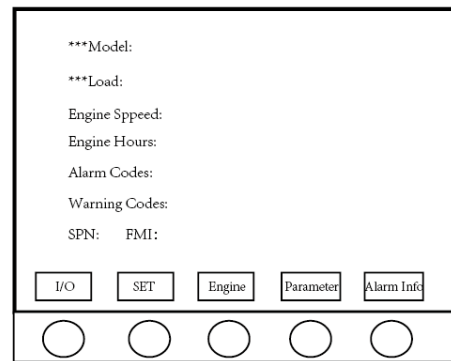 ***Model:
***Load:
Engine Sppeed:
Engine Hours:
Alarm Codes:
Warning Codes:
SPN: FMI:
I/O SET Engine Parameter Alarm Info